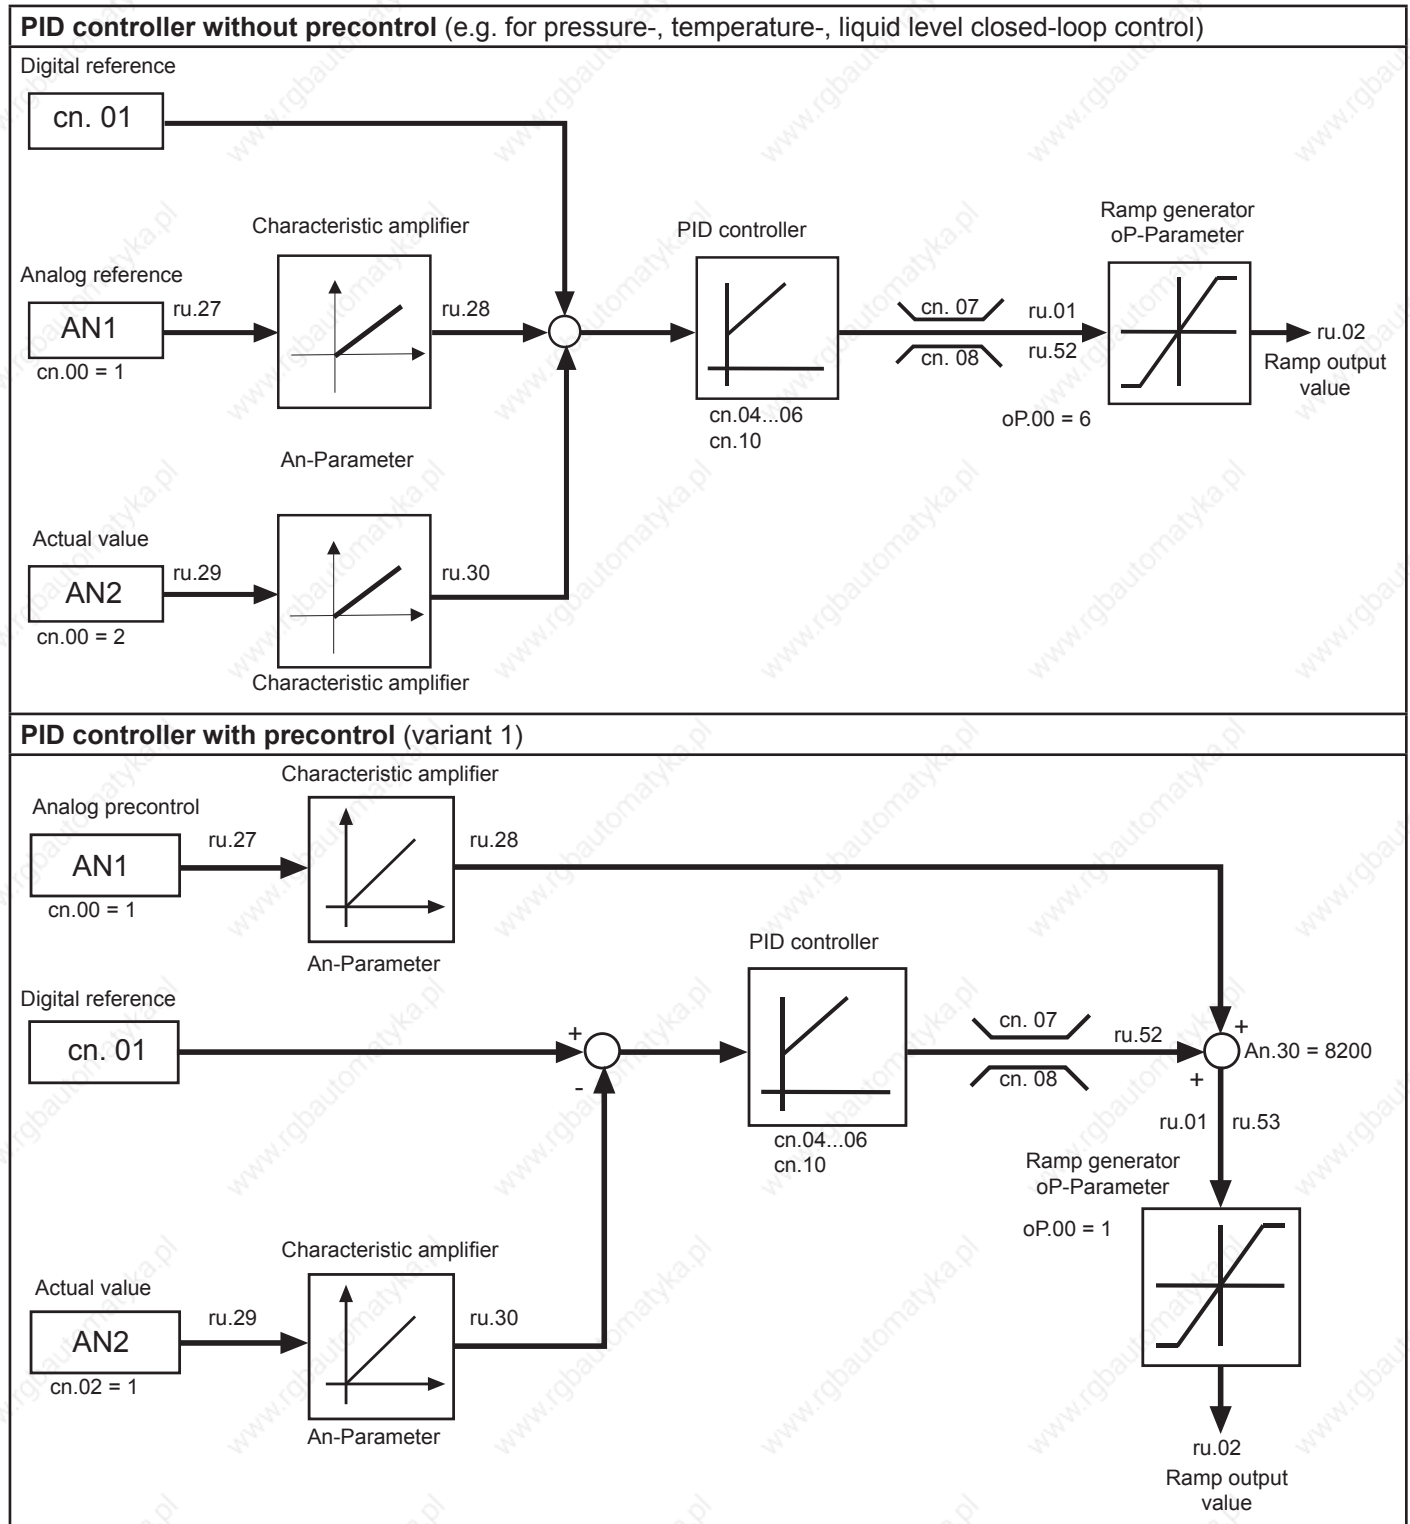 PID controller without precontrol (e.g. for pressure-, temperature-, liquid level closed-loop control)
Digital reference
cn. 01
Characteristic amplifier
PID controller
Ramp generator
oP-Parameter
Analog reference
AN1
ru.27
ru.28
cn. 07
ru.01
cn. 08
ru.52
ru.02
Ramp output
value
cn.00 = 1
cn.04...06
cn.10
oP.00 = 6
An-Parameter
Actual value
AN2
ru.29
ru.30
cn.00 = 2
Characteristic amplifier
PID controller with precontrol (variant 1)
Characteristic amplifier
Analog precontrol
AN1
ru.27
ru.28
cn.00 = 1
An-Parameter
PID controller
Digital reference
cn. 01
+
-
cn. 07
cn. 08
ru.52
+
+
An.30 = 8200
cn.04...06
cn.10
ru.01
ru.53
Ramp generator
oP-Parameter
oP.00 = 1
Characteristic amplifier
Actual value
AN2
ru.29
ru.30
cn.02 = 1
An-Parameter
ru.02
Ramp output
value
www.rgbautomatyka.pl